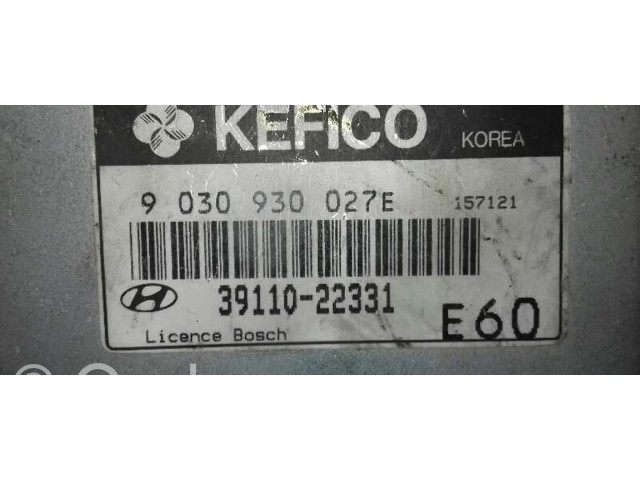 KEFICO KOREA
9 030 930 027E 157121
39110-22331
Licence Bosch E60